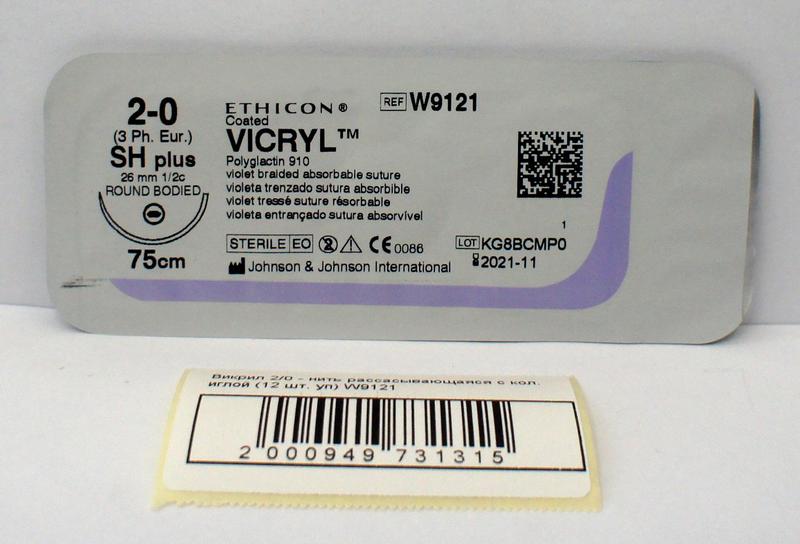 2-0
(3 Ph. Eur.)
SH plus
26 mm 1/2c
ROUND BODIED
75cm
ETHICON®
Coated
VICRYL™
Polyglactin 910
violet braided absorbable suture
violeta trenzado sutura absorbible
violet tressé suture résorbable
violeta entrançado sutura absorvível
STERILE EO 2 CE 0086
Johnson & Johnson International
REF W9121
1
LOT KG8BCMP0
2021-11
Викрил 2/0 - нить рассасывающаяся с кол.
иглой (12 шт. уп) W9121
2 000949 731315